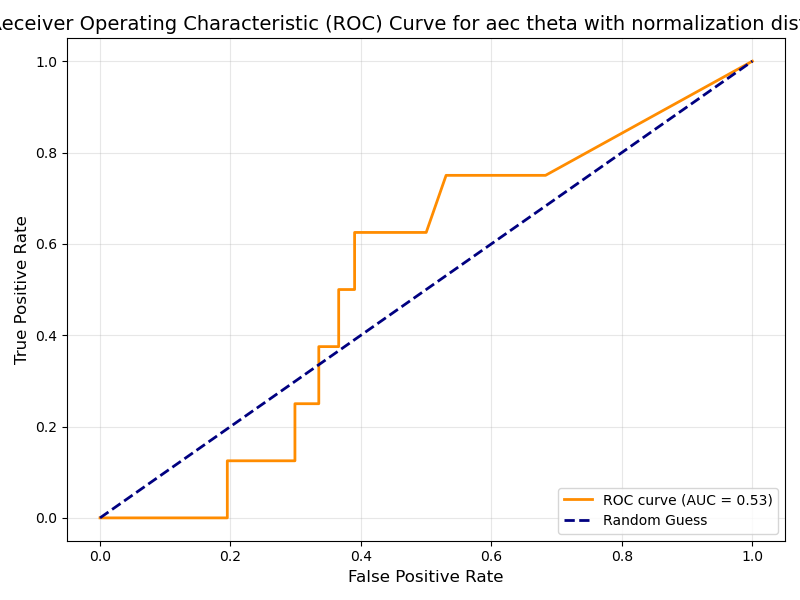 Receiver Operating Characteristic (ROC) Curve for aec theta with normalization
1.0
0.8
0.6
0.4
0.2
0.0
True Positive Rate
0.0 0.2 0.4 0.6 0.8 1.0
False Positive Rate
ROC curve (AUC = 0.53)
Random Guess